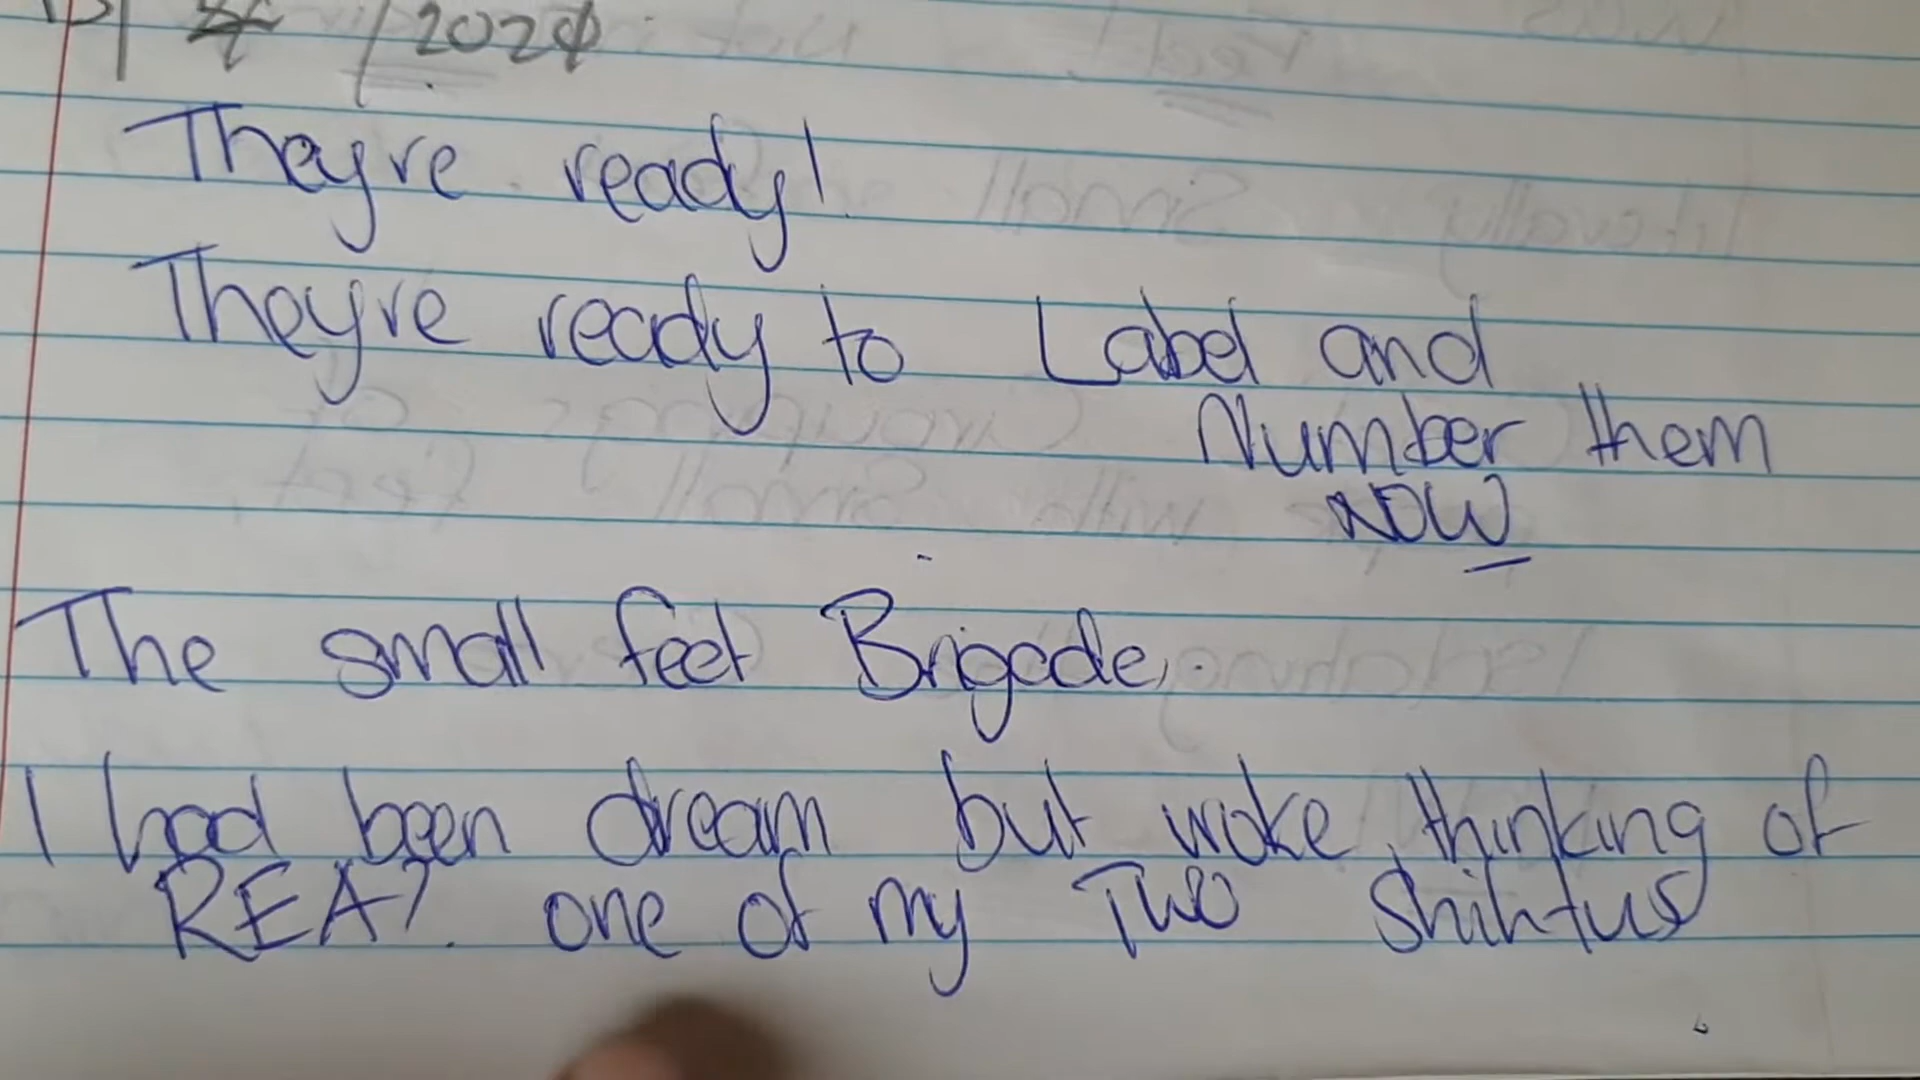 /2021
Theyre ready!
Theyre ready to Label and
Number them
NOW
The small feet Brigade.
I had been dream but woke thinking of
REA? one of my Two Shihtus